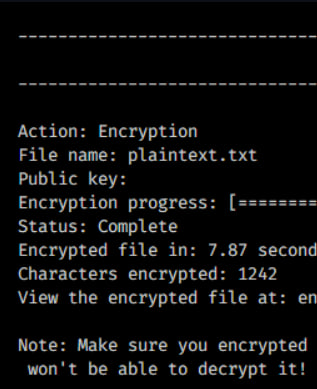 --------------------------------
--------------------------------
Action: Encryption
File name: plaintext.txt
Public key:
Encryption progress: [========
Status: Complete
Encrypted file in: 7.87 second
Characters encrypted: 1242
View the encrypted file at: en
Note: Make sure you encrypted
won't be able to decrypt it!